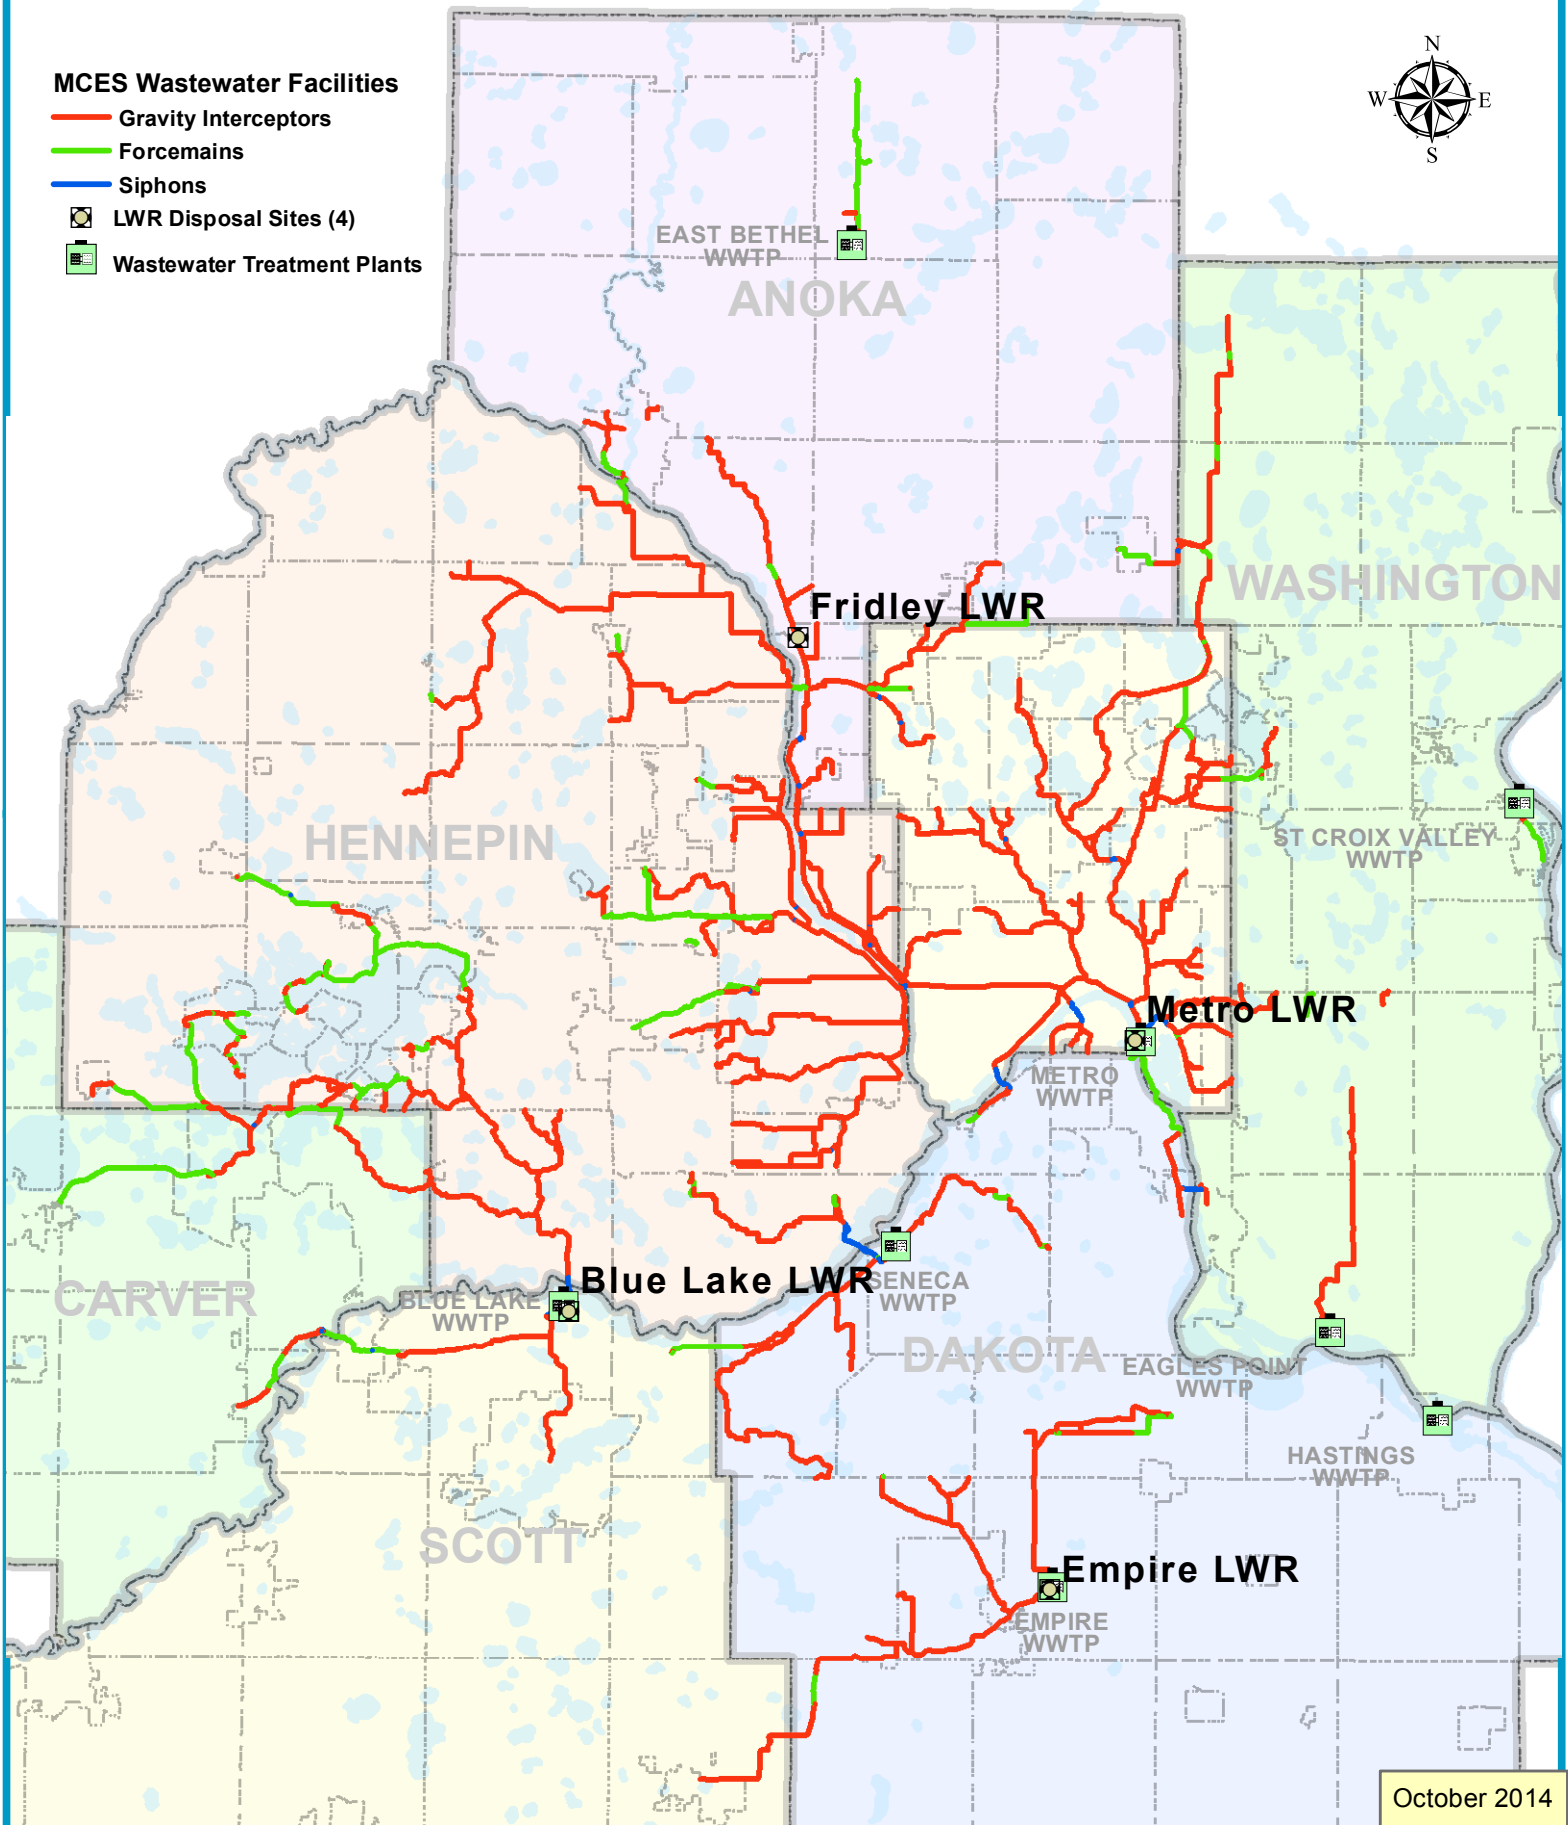 MCES Wastewater Facilities
Gravity Interceptors
Forcemains
Siphons
LWR Disposal Sites (4)
Wastewater Treatment Plants
N
W
E
S
EAST BETHEL
WWTP
ANOKA
WASHINGTON
Fridley LWR
HENNEPIN
ST CROIX VALLEY
WWTP
Metro LWR
METRO
WWTP
CARVER
BLUE LAKE
WWTP
Blue Lake LWR
SENECA
WWTP
DAKOTA
EAGLES POINT
WWTP
HASTINGS
WWTP
SCOTT
Empire LWR
EMPIRE
WWTP
October 2014